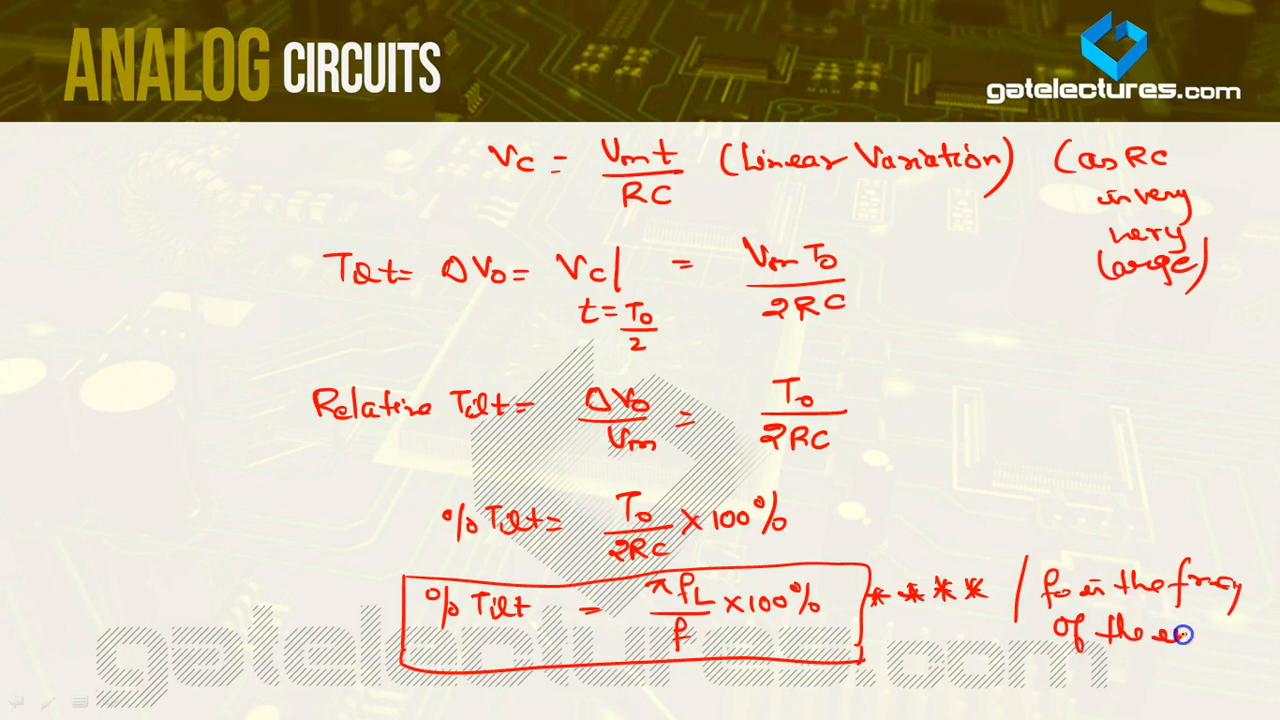 ANALOG CIRCUITS
gatelectures.com
Vc = Vmt / RC (Linear Variation) (as RC
is very
very
large)
Tilt = ΔVo = Vc| t = To/2 = Vm To / 2RC
Relative Tilt = ΔVo / Vm = To / 2RC
% Tilt = To / 2RC × 100%
% Tilt = π fL / f × 100% **** / fo is the
of the
gatelectures.com